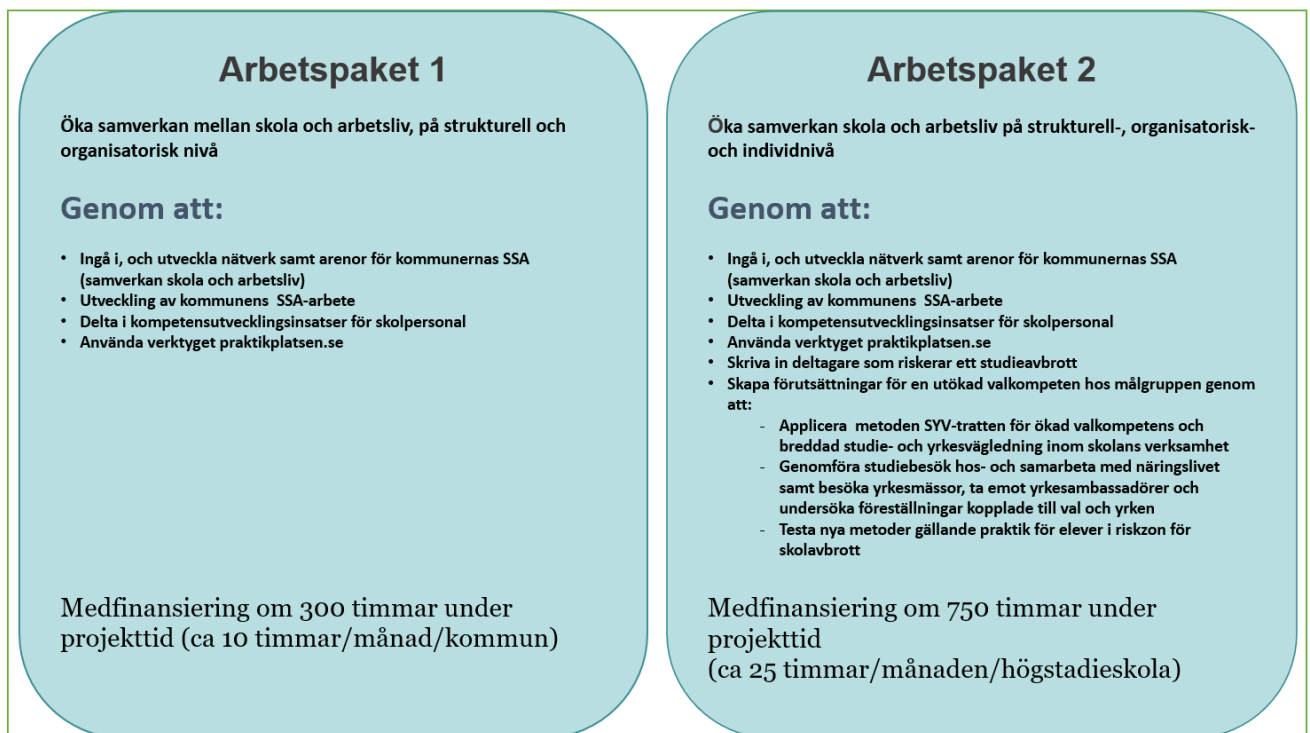 Arbetspaket 1
Öka samverkan mellan skola och arbetsliv, på strukturell och
organisatorisk nivå
Genom att:
• Ingå i, och utveckla nätverk samt arenor för kommunernas SSA
(samverkan skola och arbetsliv)
• Utveckling av kommunens  SSA-arbete
• Delta i kompetensutvecklingsinsatser för skolpersonal
• Använda verktyget praktikplatsen.se
Medfinansiering om 300 timmar under
projekttid (ca 10 timmar/månad/kommun)
Arbetspaket 2
Öka samverkan skola och arbetsliv på strukturell-, organisatorisk-
och individnivå
Genom att:
• Ingå i, och utveckla nätverk samt arenor för kommunernas SSA
(samverkan skola och arbetsliv)
• Utveckling av kommunens  SSA-arbete
• Delta i kompetensutvecklingsinsatser för skolpersonal
• Använda verktyget praktikplatsen.se
• Skriva in deltagare som riskerar ett studieavbrott
• Skapa förutsättningar för en utökad valkompeten hos målgruppen genom
att:
- Applicera  metoden SYV-tratten för ökad valkompetens och
breddad studie- och yrkesvägledning inom skolans verksamhet
- Genomföra studiebesök hos- och samarbeta med näringslivet
samt besöka yrkesmässor, ta emot yrkesambassadörer och
undersöka föreställningar kopplade till val och yrken
- Testa nya metoder gällande praktik för elever i riskzon för
skolavbrott
Medfinansiering om 750 timmar under
projekttid
(ca 25 timmar/månaden/högstadieskola)